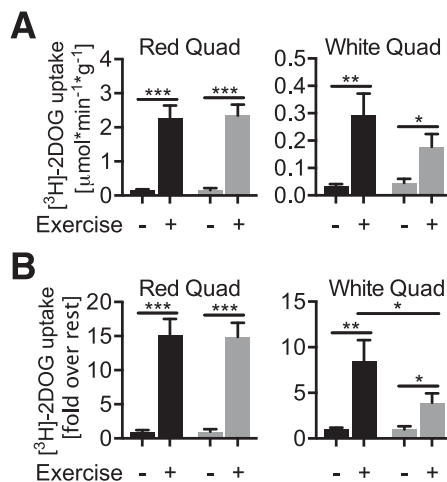 A
Red Quad
White Quad
[³H]-2DOG uptake
[µmol*min⁻¹*g⁻¹]
4
3
2
1
0
***
***
0.5
0.4
0.3
0.2
0.1
0.0
**
*
Exercise - + - +
- + - +
B
Red Quad
White Quad
[³H]-2DOG uptake
[fold over rest]
20
15
10
5
0
***
***
15
10
5
0
*
**
*
Exercise - + - +
- + - +